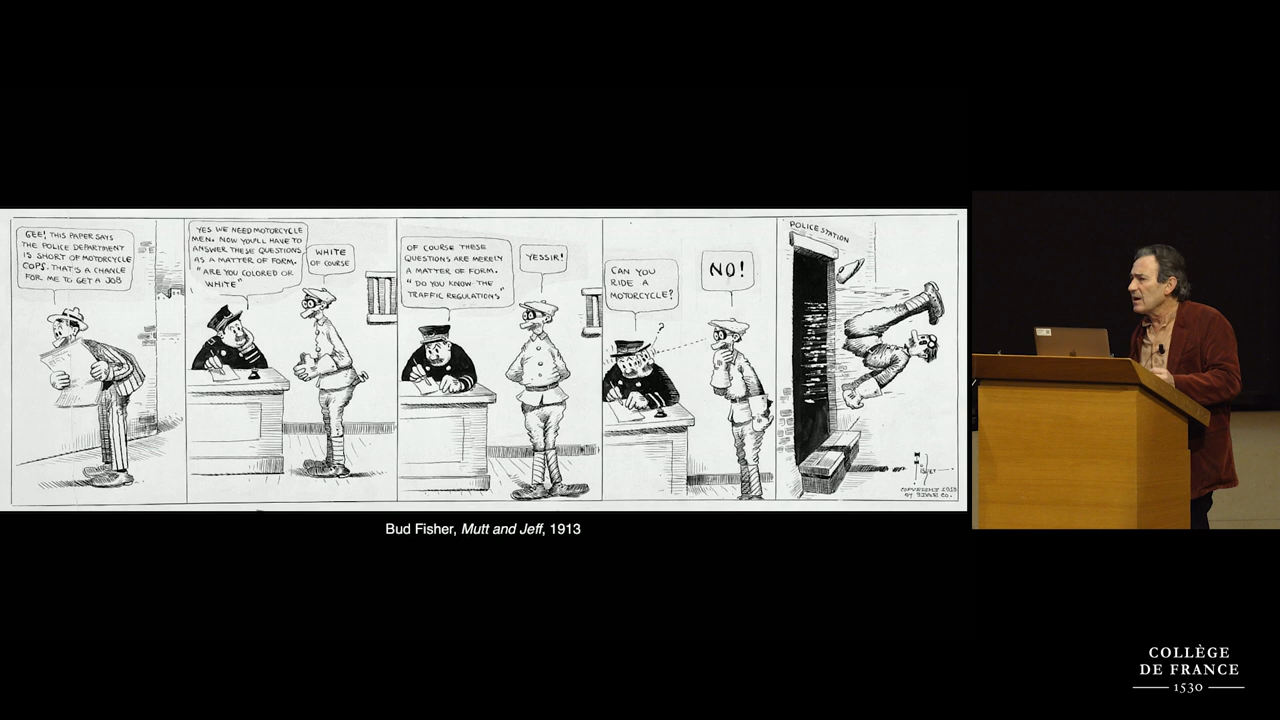 GEE! THIS PAPER SAYS
THE POLICE DEPARTMENT
IS SHORT OF MOTORCYCLE
COPS. THAT'S A CHANCE
FOR ME TO GET A JOB
YES WE NEED MOTORCYCLE
MEN. NOW YOU'LL HAVE TO
ANSWER THESE QUESTIONS
AS A MATTER OF FORM.
"ARE YOU COLORED OR
WHITE"
WHITE
OF COURSE
OF COURSE THESE
QUESTIONS ARE MERELY
A MATTER OF FORM.
"DO YOU KNOW THE
TRAFFIC REGULATIONS"
YESSIR!
CAN YOU
RIDE A
MOTORCYCLE?
?
NO!
POLICE STATION
COPYRIGHT 1913
Bud Fisher, Mutt and Jeff, 1913
COLLÈGE
DE FRANCE
1530